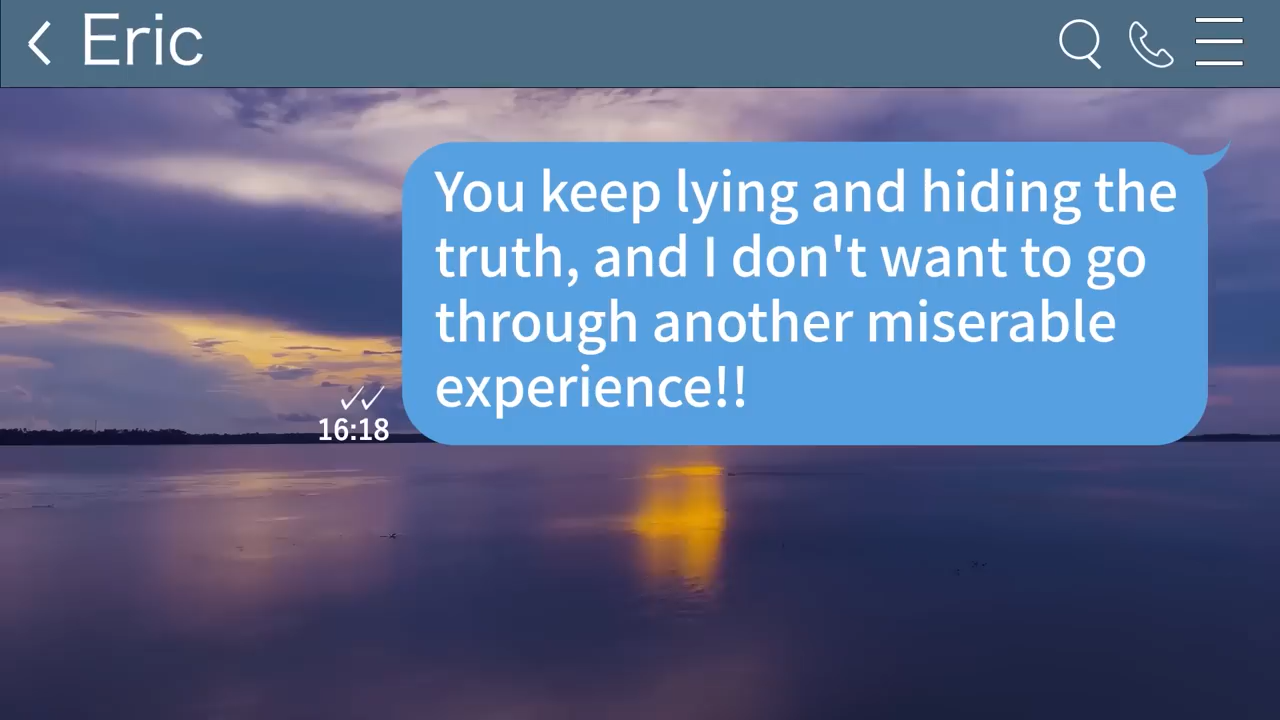 Eric
You keep lying and hiding the
truth, and I don't want to go
through another miserable
experience!!
16:18